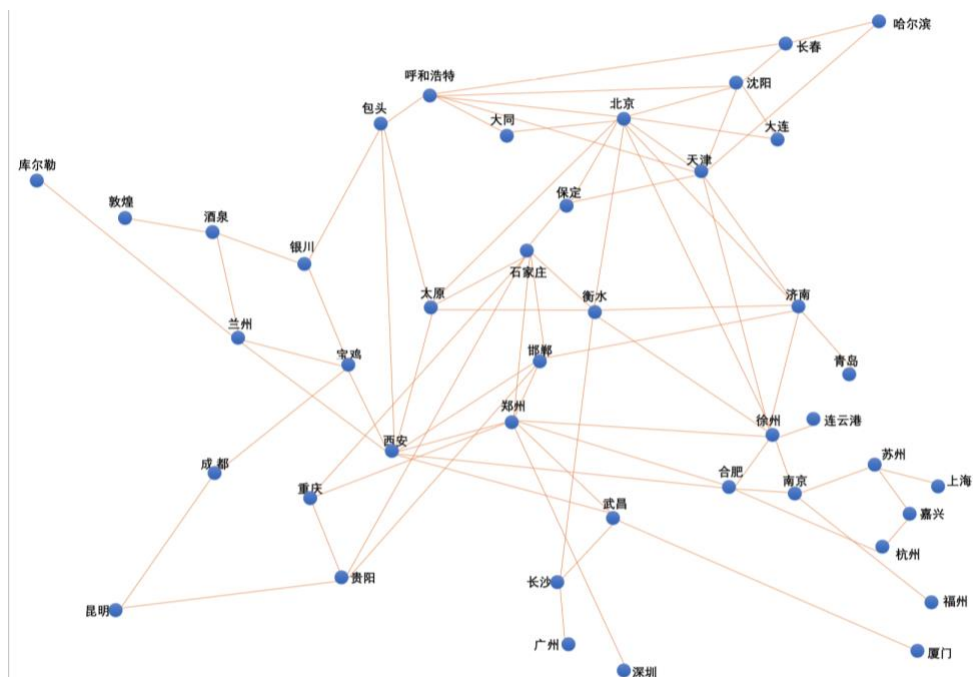 哈尔滨
长春
呼和浩特
沈阳
包头
北京
大同
大连
天津
库尔勒
保定
敦煌
酒泉
银川
石家庄
太原
衡水
济南
兰州
宝鸡
邯郸
青岛
郑州
徐州
连云港
西安
苏州
成都
合肥
南京
上海
重庆
武昌
嘉兴
杭州
贵阳
长沙
福州
昆明
广州
厦门
深圳